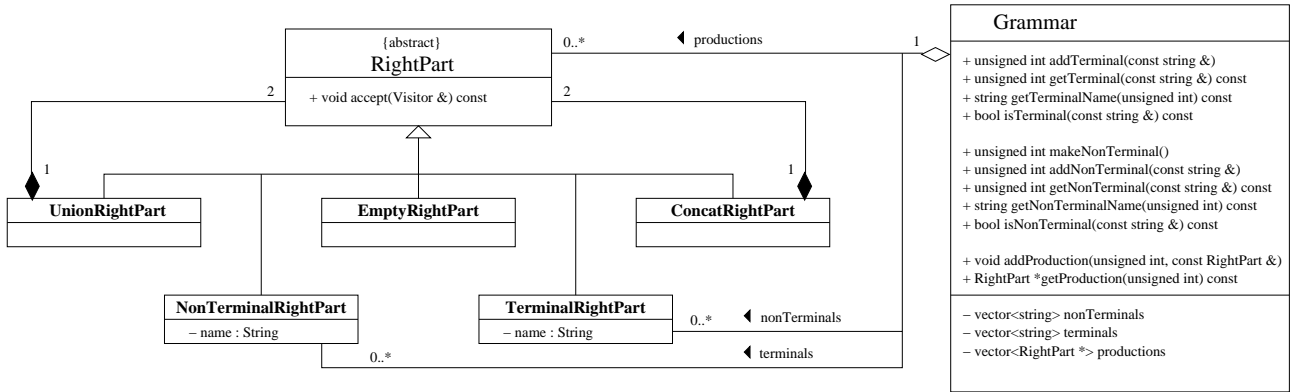 {abstract}
RightPart
+ void accept(Visitor &) const
0..*
productions
1
2
2
1
1
UnionRightPart
EmptyRightPart
ConcatRightPart
NonTerminalRightPart
− name : String
TerminalRightPart
− name : String
0..*
nonTerminals
0..*
terminals
Grammar
+ unsigned int addTerminal(const string &)
+ unsigned int getTerminal(const string &) const
+ string getTerminalName(unsigned int) const
+ bool isTerminal(const string &) const
+ unsigned int makeNonTerminal()
+ unsigned int addNonTerminal(const string &)
+ unsigned int getNonTerminal(const string &) const
+ string getNonTerminalName(unsigned int) const
+ bool isNonTerminal(const string &) const
+ void addProduction(unsigned int, const RightPart &)
+ RightPart *getProduction(unsigned int) const
− vector<string> nonTerminals
− vector<string> terminals
− vector<RightPart *> productions